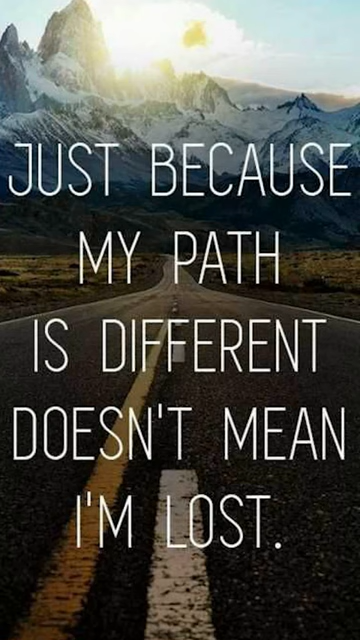 JUST BECAUSE
MY PATH
IS DIFFERENT
DOESN'T MEAN
I'M LOST.